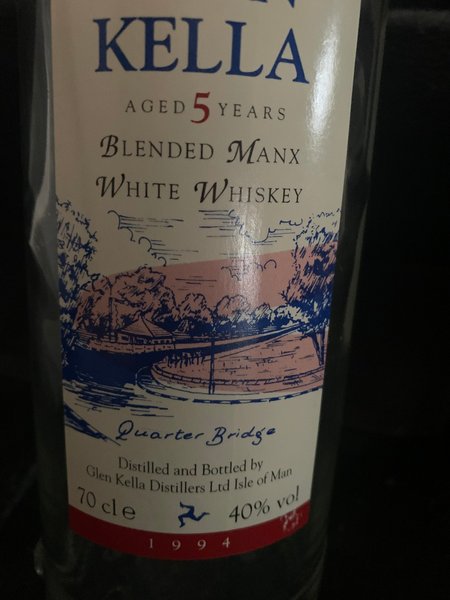 KELLA
AGED 5 YEARS
BLENDED MANX
WHITE WHISKEY
Quarter Bridge
Distilled and Bottled by
Glen Kella Distillers Ltd Isle of Man
70 cl e 40% vol
1994